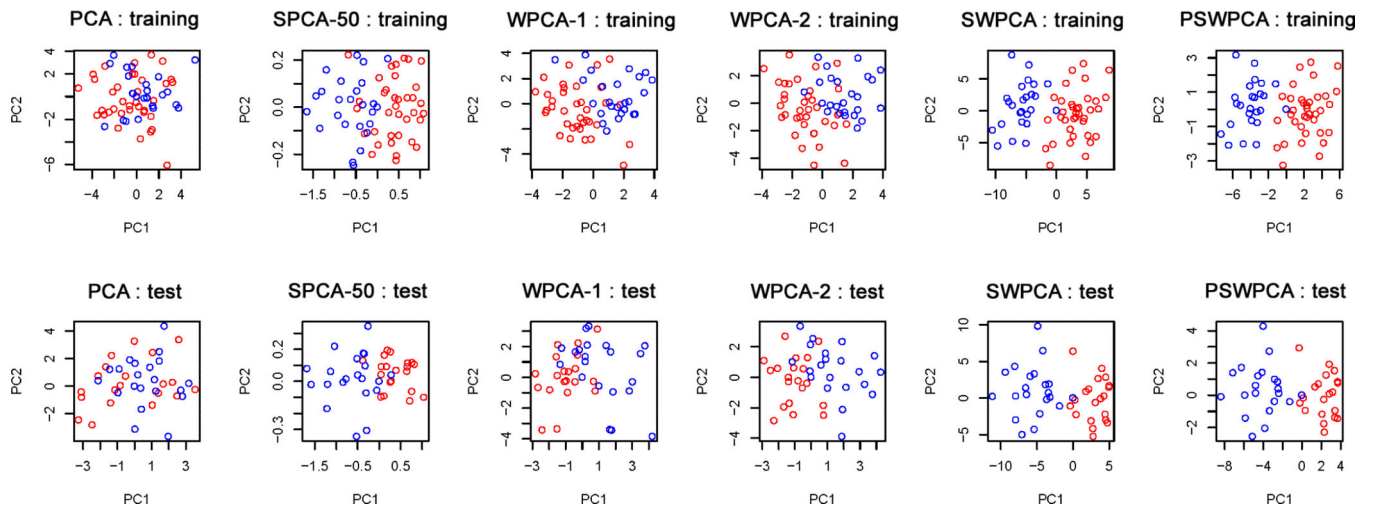 PCA : training
SPCA-50 : training
WPCA-1 : training
WPCA-2 : training
SWPCA : training
PSWPCA : training
PC2 4 2 −2 −6
PC2 0.2 0.0 −0.2
PC2 4 2 0 −4
PC2 2 0 −2 −4
PC2 5 0 −5
PC2 3 1 −1 −3
−4 −2 0 2 4
−1.5 −0.5 0.5
−4 −2 0 2 4
−4 −2 0 2 4
−10 −5 0 5
−6 −2 2 6
PC1
PC1
PC1
PC1
PC1
PC1
PCA : test
SPCA-50 : test
WPCA-1 : test
WPCA-2 : test
SWPCA : test
PSWPCA : test
PC2 4 2 0 −2
PC2 0.2 0.0 −0.3
PC2 4 2 0 −2 −4
PC2 4 2 0 −2 −4
PC2 10 5 0 −5
PC2 4 2 0 −2
−3 −1 1 3
−1.5 −0.5 0.5
−3 −1 1 3
−3 −1 1 3
−10 −5 0 5
−8 −6 −4 −2 0 2 4
PC1
PC1
PC1
PC1
PC1
PC1